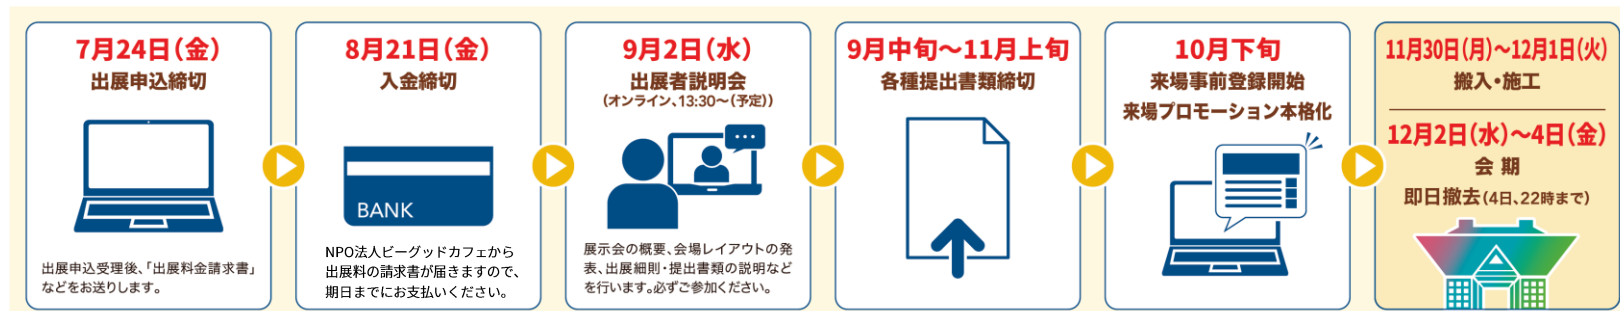 7月24日(金)
出展申込締切
出展申込受理後、「出展料金請求書」
などをお送りします。
8月21日(金)
入金締切
BANK
NPO法人ビーグッドカフェから
出展料の請求書が届きますので、
期日までにお支払いください。
9月2日(水)
出展者説明会
(オンライン、13:30〜(予定))
展示会の概要、会場レイアウトの発
表、出展細則・提出書類の説明など
を行います。必ずご参加ください。
9月中旬〜11月上旬
各種提出書類締切
10月下旬
来場事前登録開始
来場プロモーション本格化
11月30日(月)〜12月1日(火)
搬入・施工
12月2日(水)〜4日(金)
会 期
即日撤去(4日、22時まで)